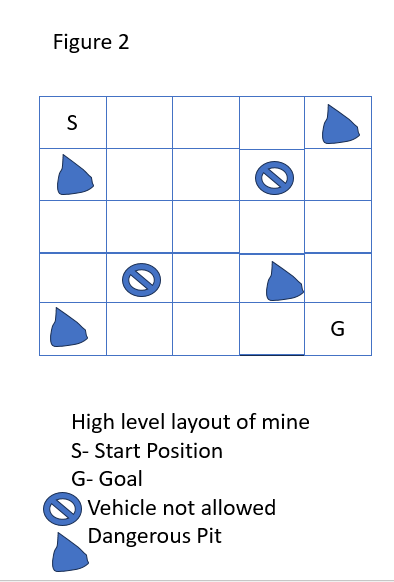 Figure 2
S
G
High level layout of mine
S- Start Position
G- Goal
Vehicle not allowed
Dangerous Pit